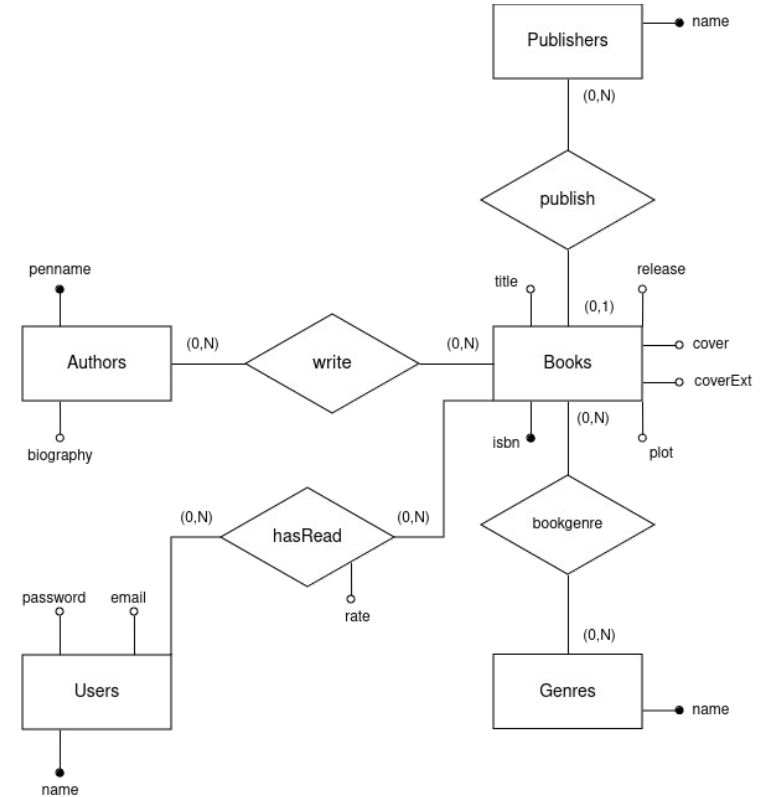 Publishers
name
(0,N)
publish
penname
title
release
(0,1)
Authors
(0,N)
write
(0,N)
Books
cover
coverExt
biography
isbn
(0,N)
plot
(0,N)
hasRead
(0,N)
bookgenre
password
email
rate
(0,N)
Users
Genres
name
name